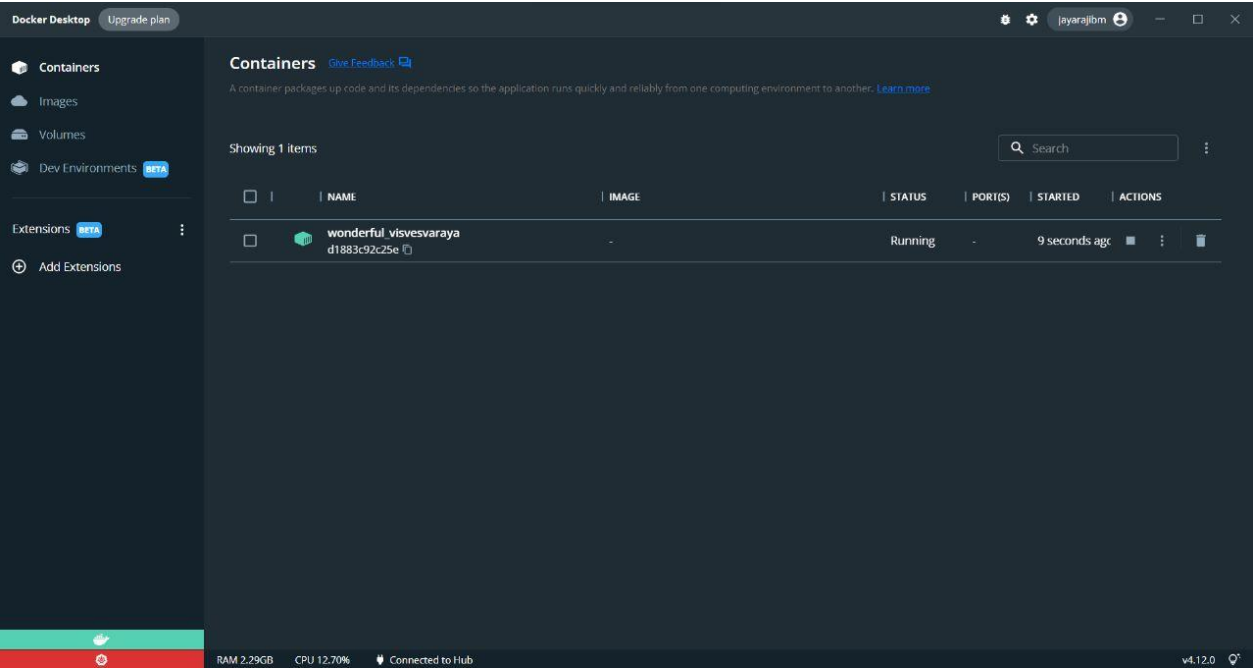 Docker Desktop Upgrade plan jayarajibm
Containers
Images
Volumes
Dev Environments BETA
Extensions BETA
Add Extensions
Containers Give Feedback
A container packages up code and its dependencies so the application runs quickly and reliably from one computing environment to another. Learn more
Showing 1 items Search
NAME IMAGE STATUS PORT(S) STARTED ACTIONS
wonderful_visvesvaraya - Running - 9 seconds agc
d1883c92c25e
RAM 2.29GB CPU 12.70% Connected to Hub v4.12.0